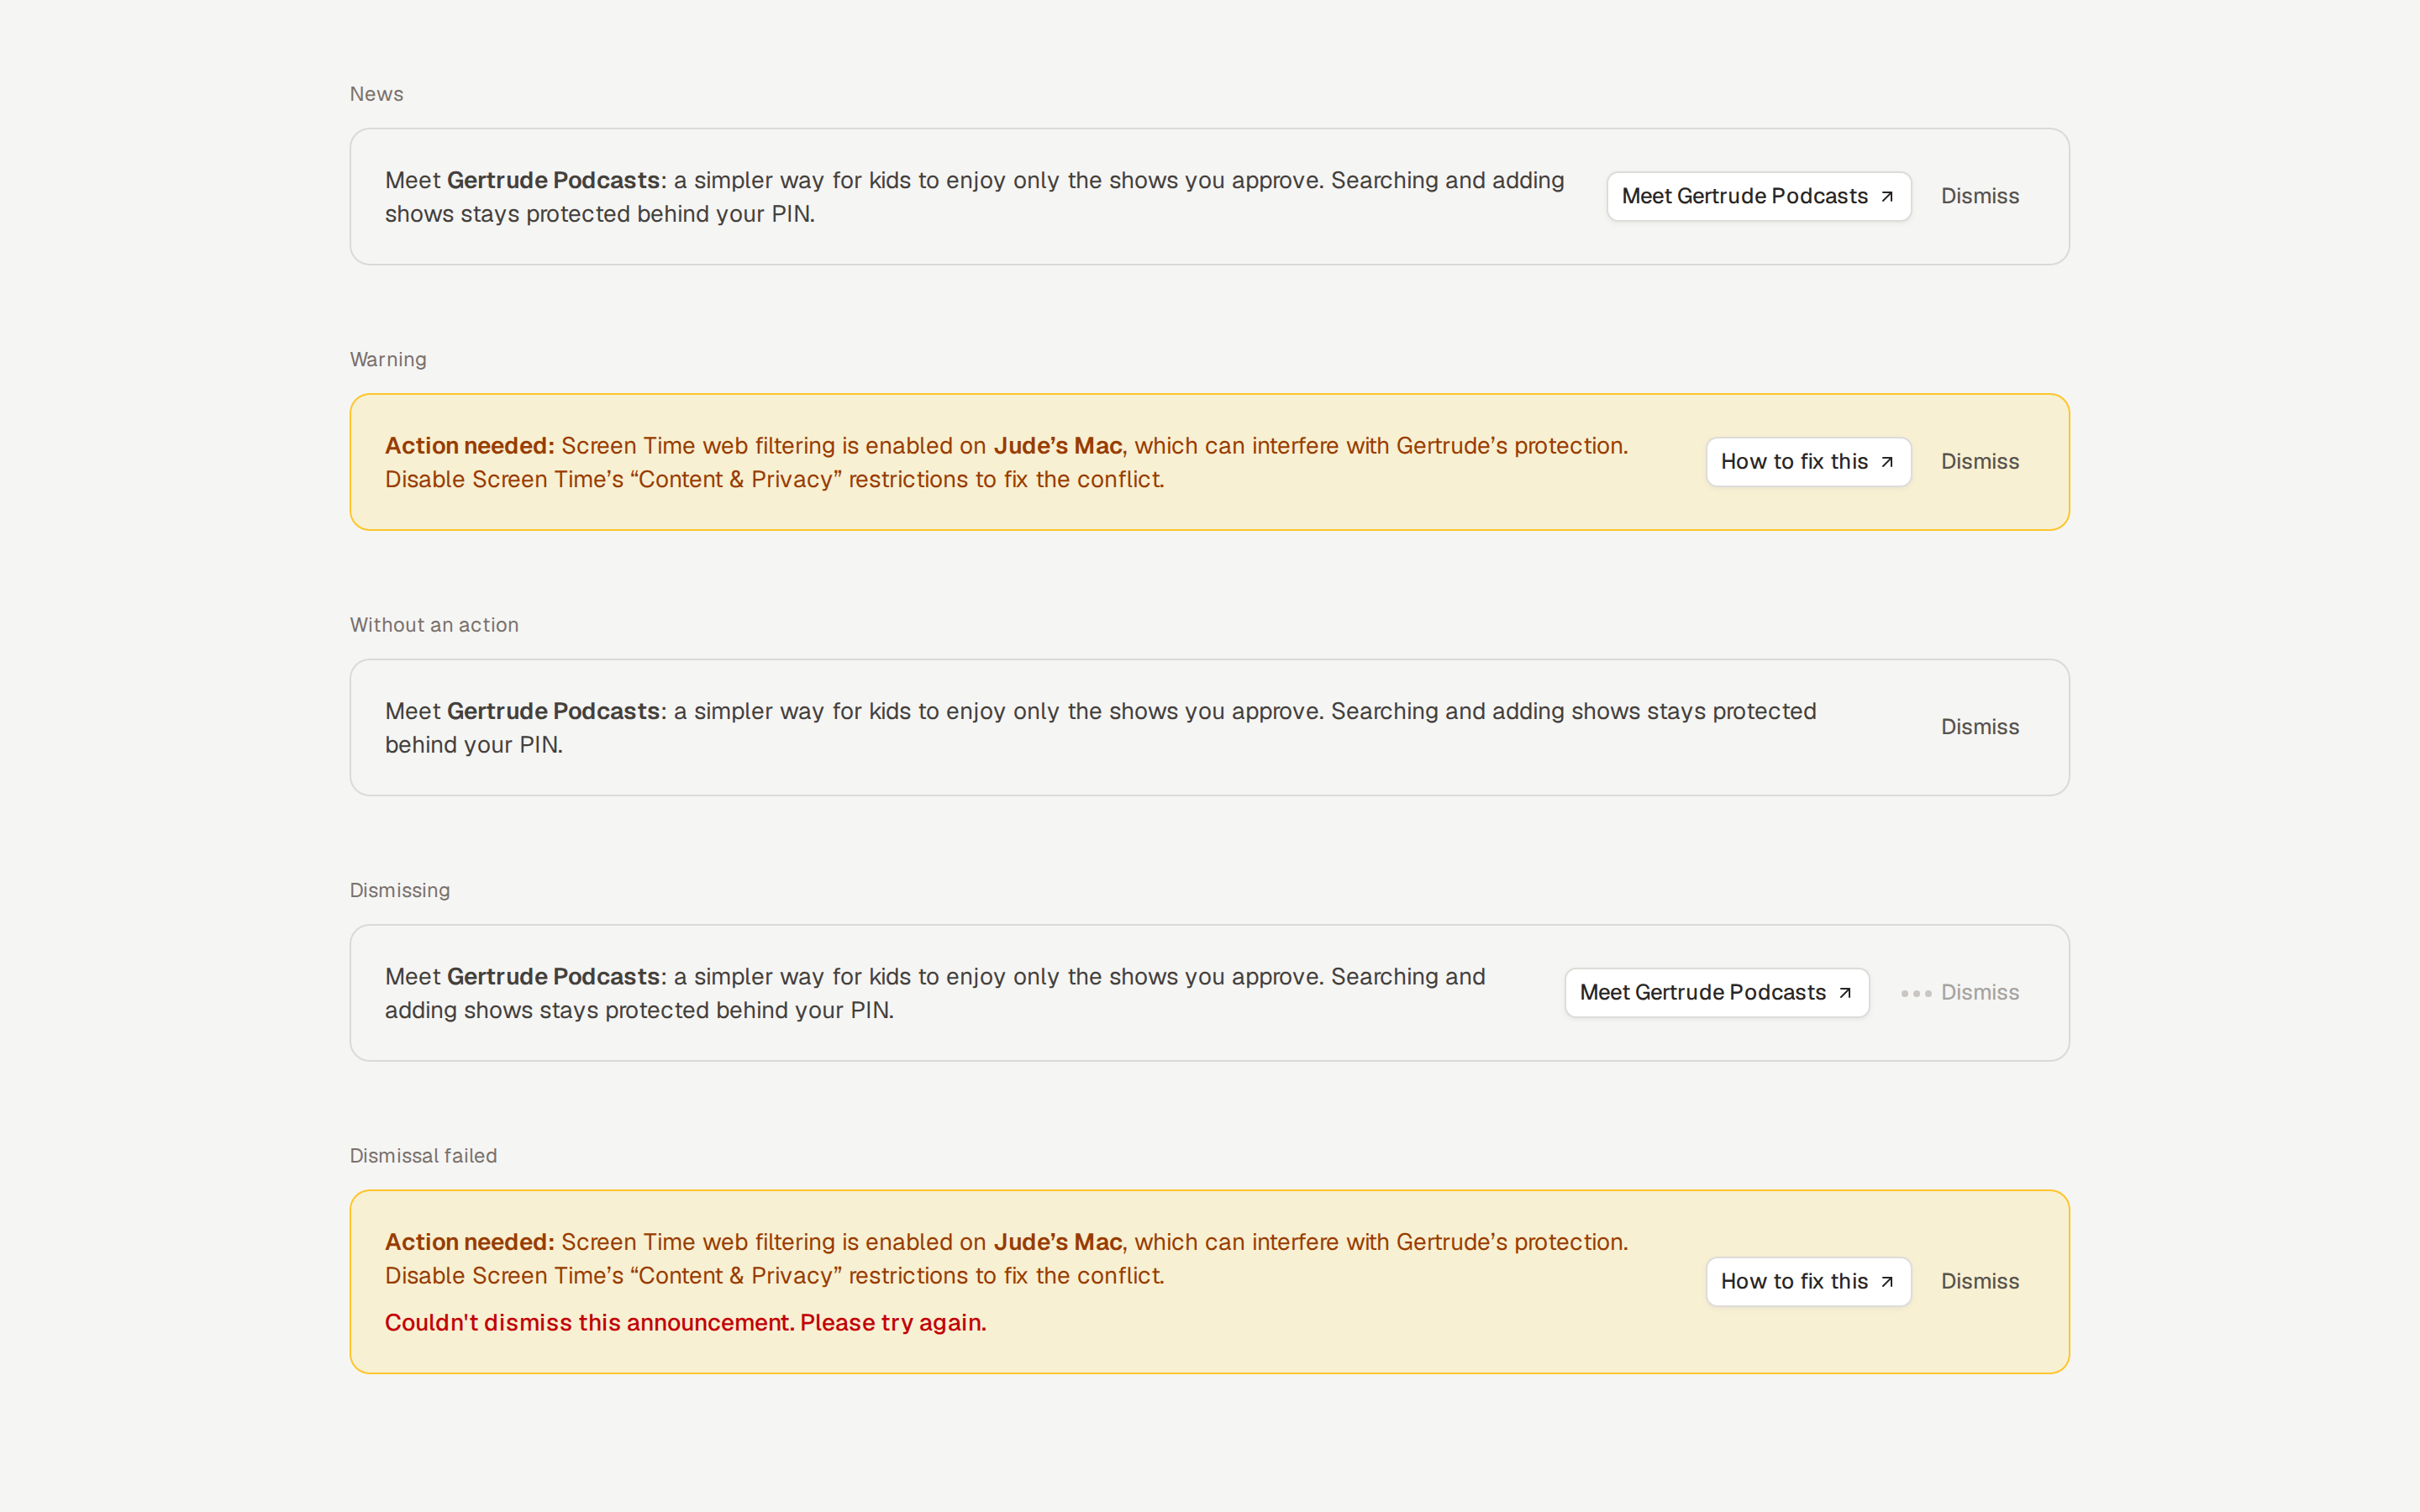 News
Meet Gertrude Podcasts: a simpler way for kids to enjoy only the shows you approve. Searching and adding
shows stays protected behind your PIN.
Meet Gertrude Podcasts
Dismiss
Warning
Action needed: Screen Time web filtering is enabled on Jude’s Mac, which can interfere with Gertrude’s protection.
Disable Screen Time’s “Content & Privacy” restrictions to fix the conflict.
How to fix this
Dismiss
Without an action
Meet Gertrude Podcasts: a simpler way for kids to enjoy only the shows you approve. Searching and adding shows stays protected
behind your PIN.
Dismiss
Dismissing
Meet Gertrude Podcasts: a simpler way for kids to enjoy only the shows you approve. Searching and
adding shows stays protected behind your PIN.
Meet Gertrude Podcasts
Dismiss
Dismissal failed
Action needed: Screen Time web filtering is enabled on Jude’s Mac, which can interfere with Gertrude’s protection.
Disable Screen Time’s “Content & Privacy” restrictions to fix the conflict.
Couldn't dismiss this announcement. Please try again.
How to fix this
Dismiss